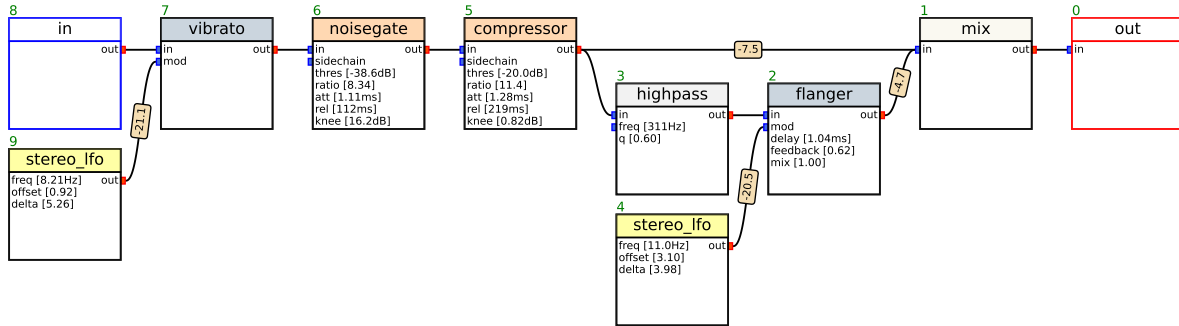 8
in
out
9
stereo_lfo
freq [8.21Hz]
out
offset [0.92]
delta [5.26]
-21.1
7
vibrato
in
out
mod
6
noisegate
in
out
sidechain
thres [-38.6dB]
ratio [8.34]
att [1.11ms]
rel [112ms]
knee [16.2dB]
5
compressor
in
out
sidechain
thres [-20.0dB]
ratio [11.4]
att [1.28ms]
rel [219ms]
knee [0.82dB]
-7.5
3
highpass
in
out
freq [311Hz]
q [0.60]
4
stereo_lfo
freq [11.0Hz]
out
offset [3.10]
delta [3.98]
-20.5
2
flanger
in
out
mod
delay [1.04ms]
feedback [0.62]
mix [1.00]
-4.7
1
mix
in
out
0
out
in